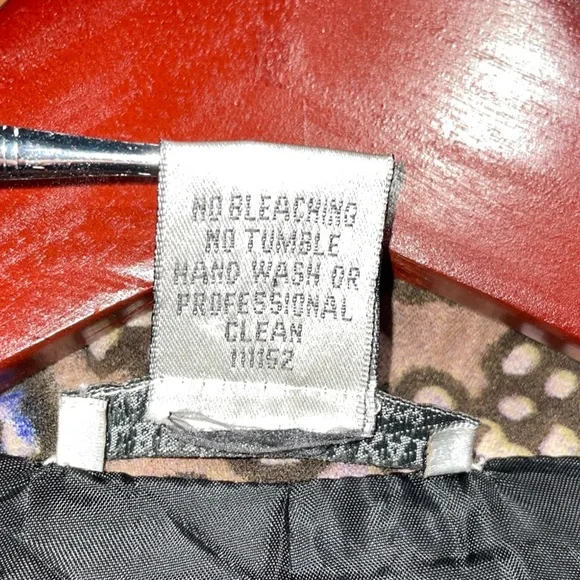 NO BLEACHING
NO TUMBLE
HAND WASH OR
PROFESSIONAL
CLEAN
111152